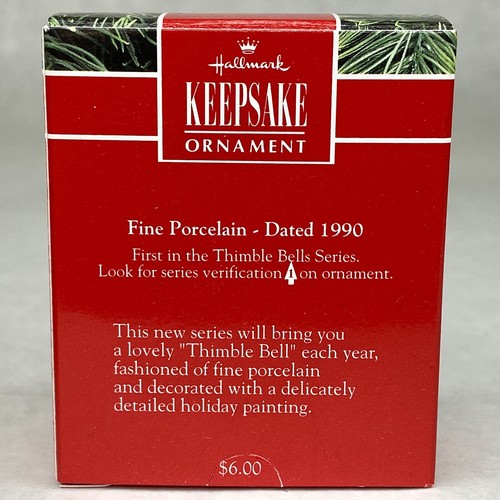 Hallmark
KEEPSAKE
ORNAMENT
Fine Porcelain - Dated 1990
First in the Thimble Bells Series.
Look for series verification 1 on ornament.
This new series will bring you
a lovely "Thimble Bell" each year,
fashioned of fine porcelain
and decorated with a delicately
detailed holiday painting.
$6.00